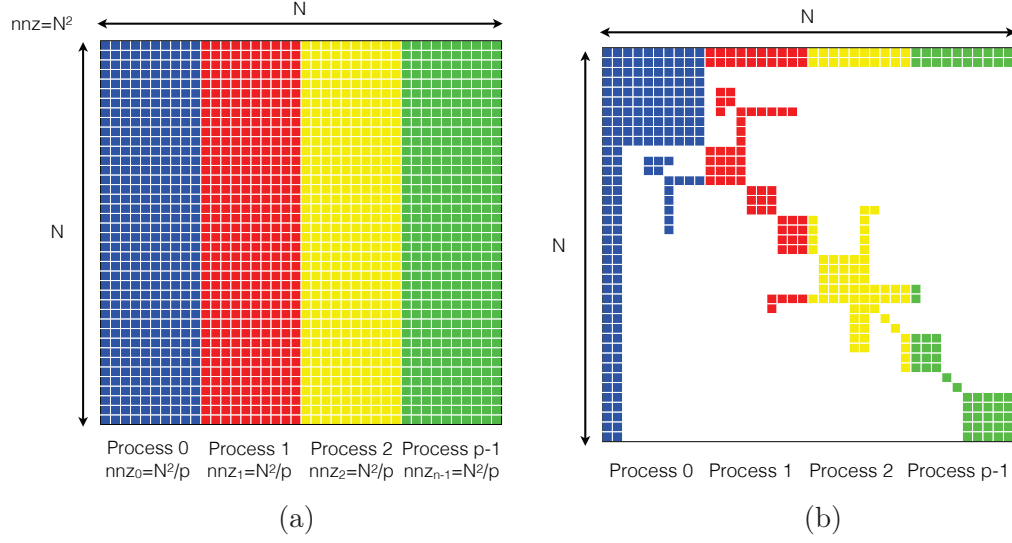 N
nnz=N²
N
Process 0 Process 1 Process 2 Process p-1
nnz₀=N²/p nnz₁=N²/p nnz₂=N²/p nnzₙ₋₁=N²/p
(a)
N
N
Process 0 Process 1 Process 2 Process p-1
(b)